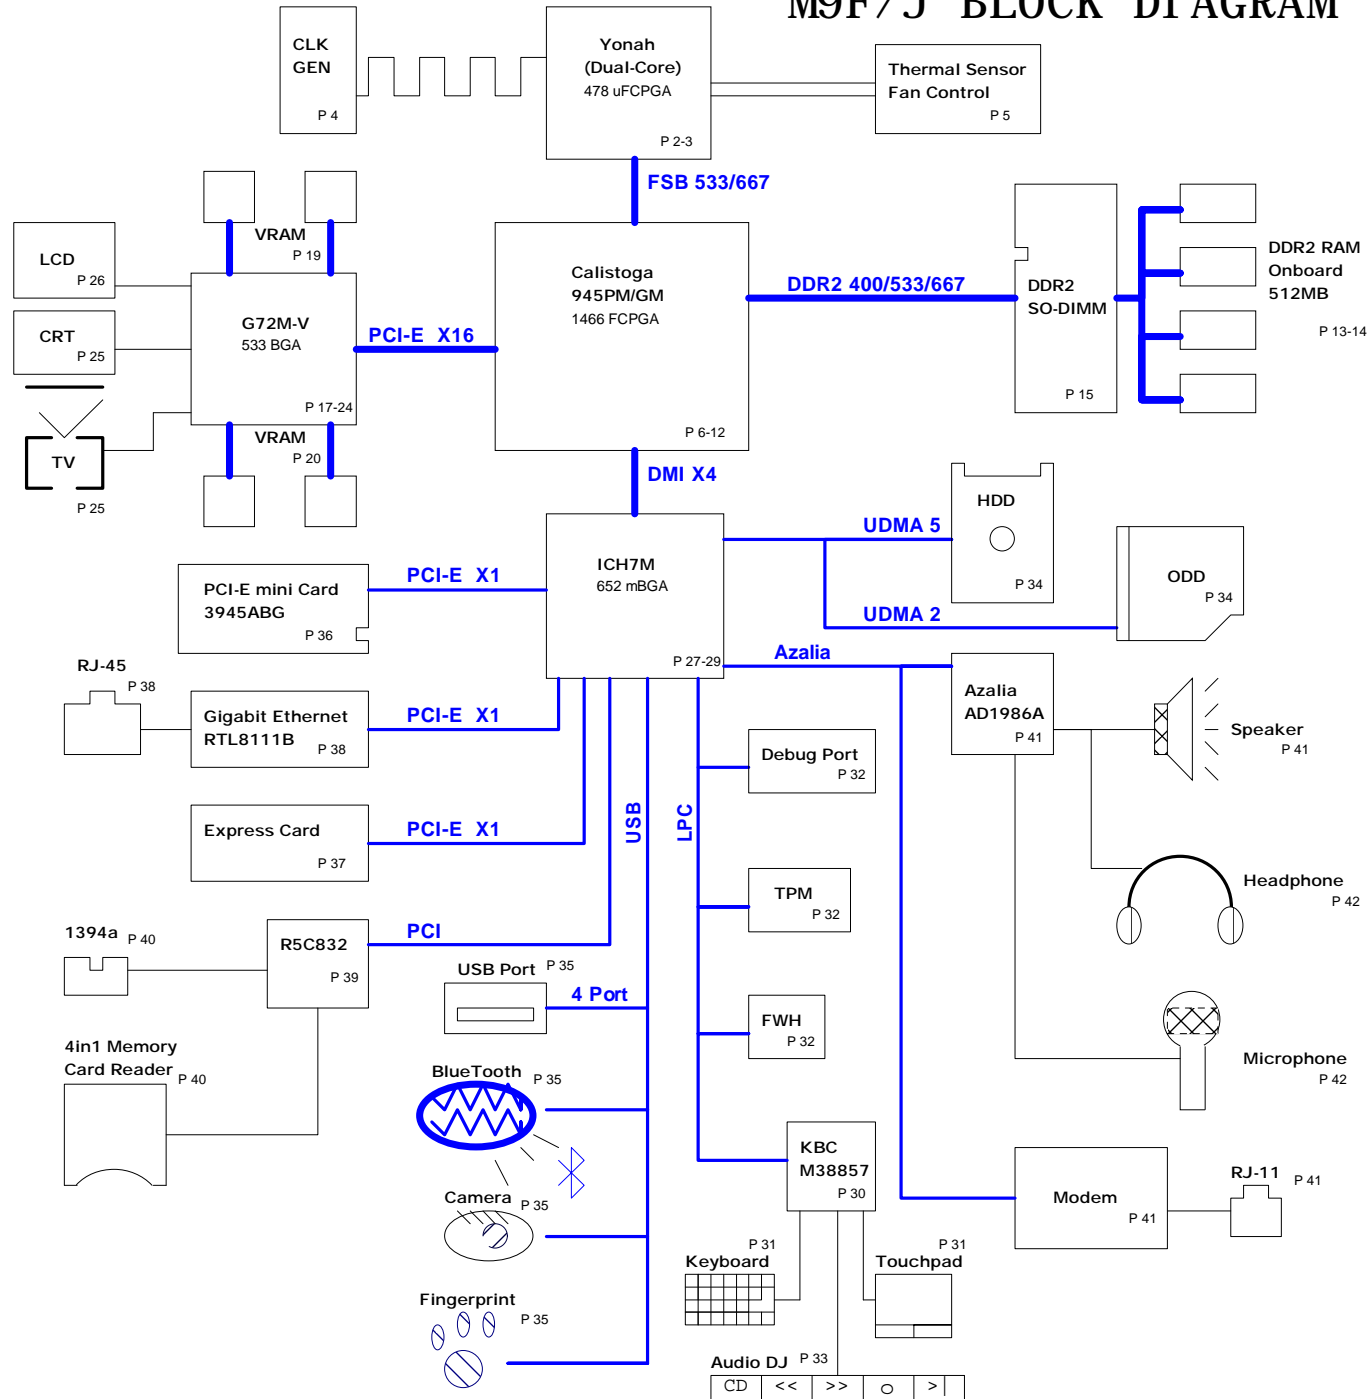 M9F/J BLOCK DIAGRAM
CLK
GEN
P 4
Yonah
(Dual-Core)
478 uFCPGA
P 2-3
Thermal Sensor
Fan Control
P 5
FSB 533/667
VRAM
P 19
LCD
P 26
CRT
P 25
TV
P 25
G72M-V
533 BGA
P 17-24
VRAM
P 20
PCI-E X16
Calistoga
945PM/GM
1466 FCPGA
P 6-12
DDR2 400/533/667
DDR2
SO-DIMM
P 15
DDR2 RAM
Onboard
512MB
P 13-14
DMI X4
ICH7M
652 mBGA
P 27-29
UDMA 5
HDD
P 34
UDMA 2
ODD
P 34
PCI-E mini Card
3945ABG
P 36
PCI-E X1
RJ-45
P 38
Gigabit Ethernet
RTL8111B
P 38
PCI-E X1
Express Card
P 37
PCI-E X1
USB
LPC
Azalia
Azalia
AD1986A
P 41
Speaker
P 41
Debug Port
P 32
TPM
P 32
FWH
P 32
Headphone
P 42
Microphone
P 42
1394a
P 40
R5C832
P 39
PCI
4in1 Memory
Card Reader
P 40
USB Port
P 35
4 Port
BlueTooth
P 35
Camera
P 35
Fingerprint
P 35
KBC
M38857
P 30
Modem
P 41
RJ-11
P 41
P 31
Keyboard
P 31
Touchpad
Audio DJ
P 33
CD
<<
>>
O
>|